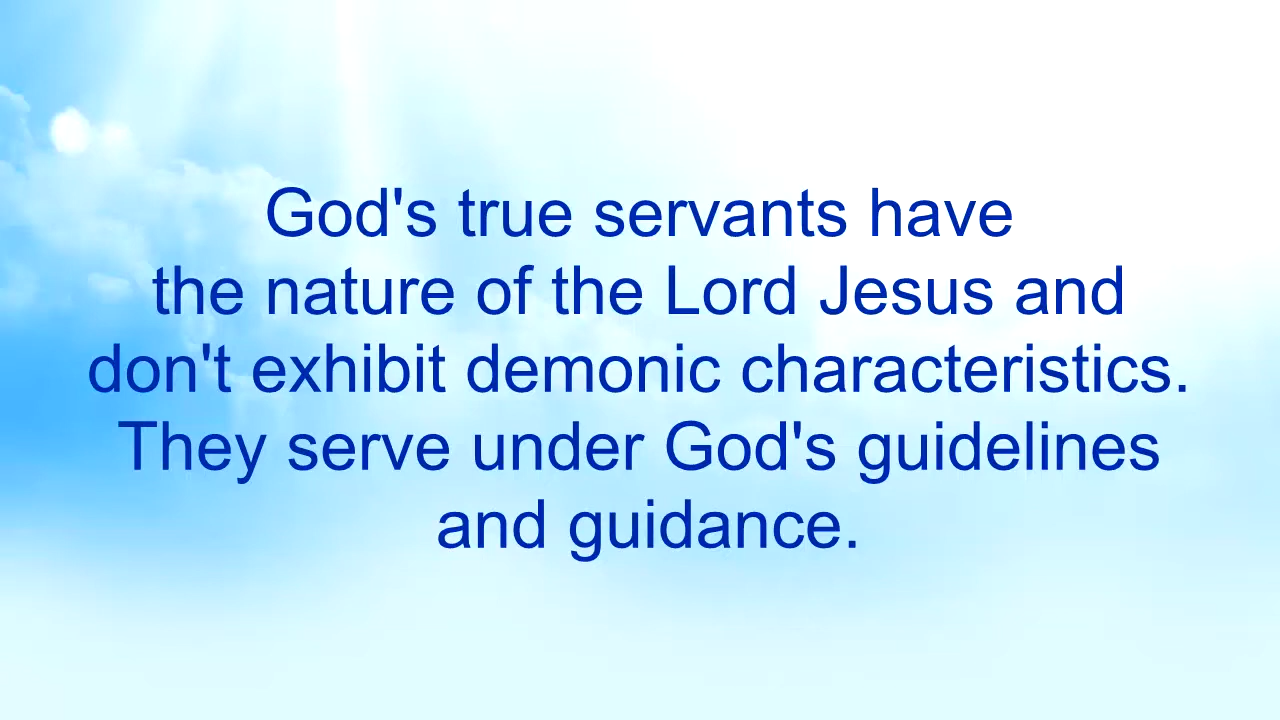 God's true servants have
the nature of the Lord Jesus and
don't exhibit demonic characteristics.
They serve under God's guidelines
and guidance.